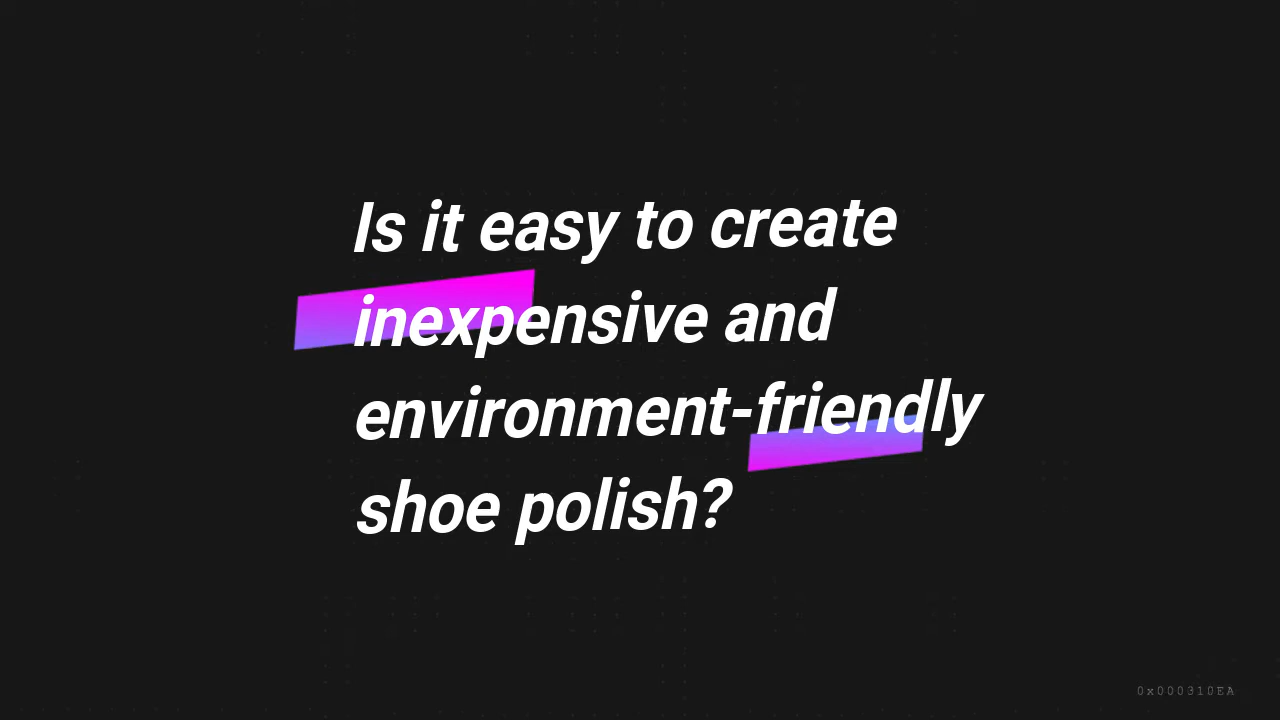 Is it easy to create
inexpensive and
environment-friendly
shoe polish?
0x000310EA